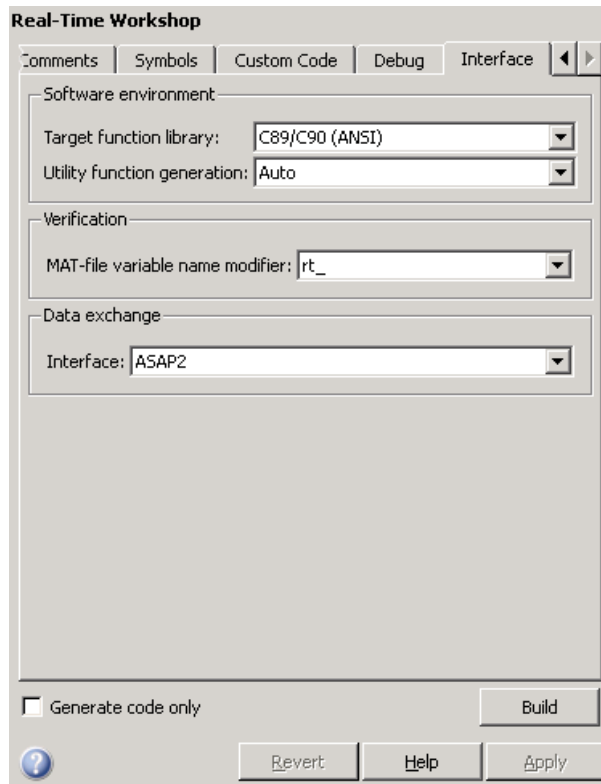 Real-Time Workshop
Comments Symbols Custom Code Debug Interface
Software environment
Target function library: C89/C90 (ANSI)
Utility function generation: Auto
Verification
MAT-file variable name modifier: rt_
Data exchange
Interface: ASAP2
Generate code only Build
? Revert Help Apply